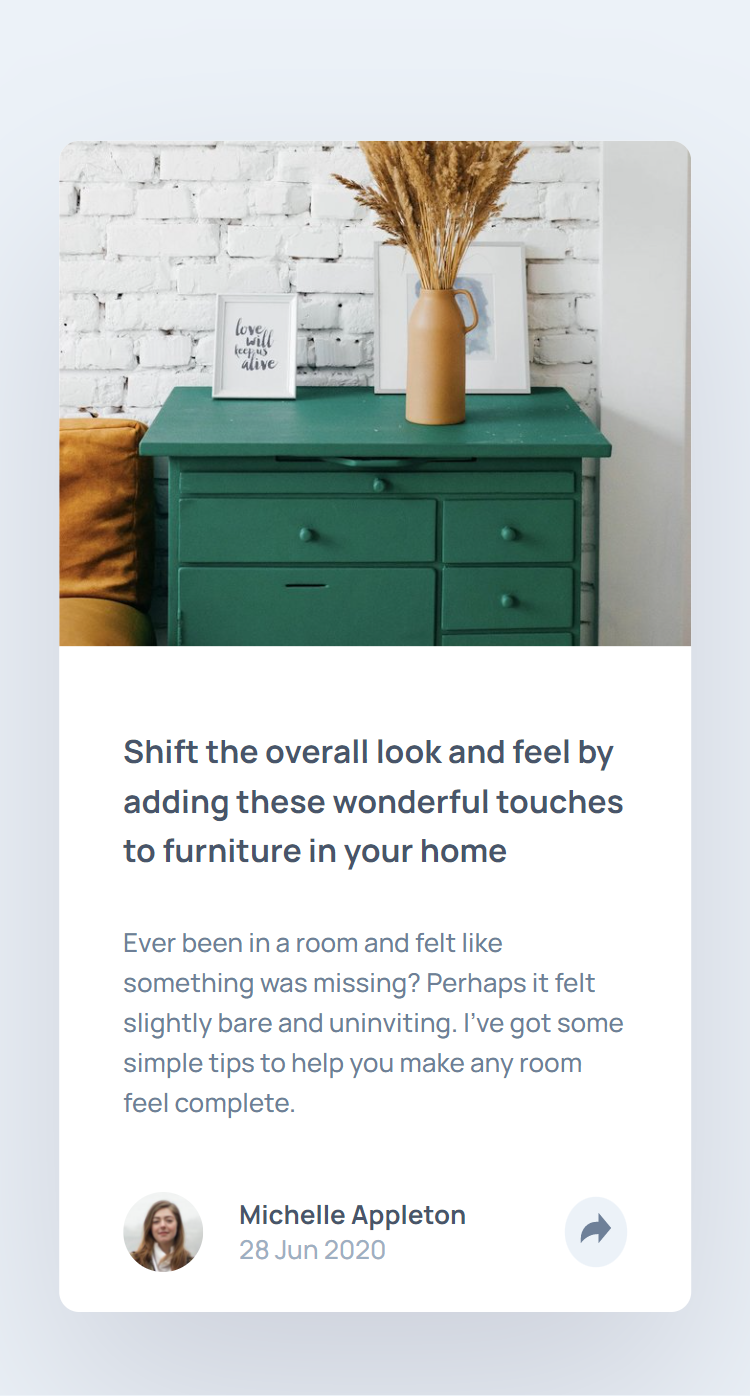 love
will
keep us
alive
Shift the overall look and feel by
adding these wonderful touches
to furniture in your home
Ever been in a room and felt like
something was missing? Perhaps it felt
slightly bare and uninviting. I’ve got some
simple tips to help you make any room
feel complete.
Michelle Appleton
28 Jun 2020